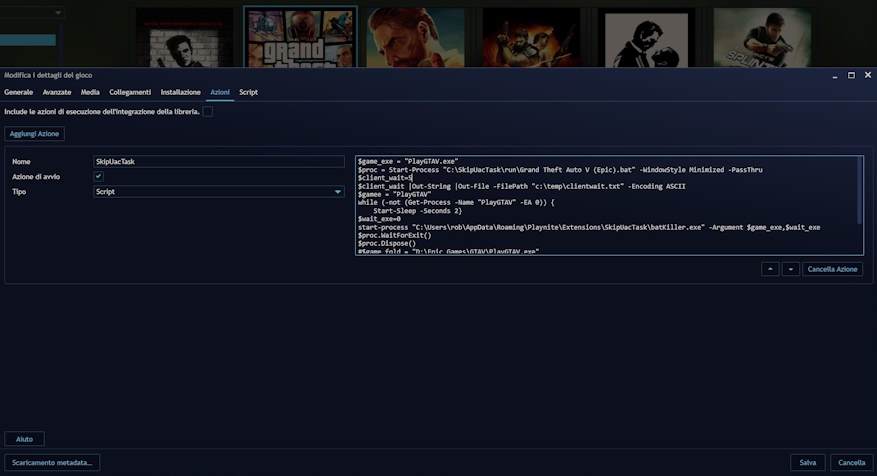 grand
SPLINTER
Modifica i dettagli del gioco
Generale Avanzate Media Collegamenti Installazione Azioni Script
Include le azioni di esecuzione dell'integrazione della libreria.
Aggiungi Azione
Nome SkipUacTask
Azione di avvio
Tipo Script
$game_exe = "PlayGTAV.exe"
$proc = Start-Process "C:\SkipUacTask\run\Grand Theft Auto V (Epic).bat" -WindowStyle Minimized -PassThru
$client_wait=5
$client_wait |Out-String |Out-File -FilePath "c:\temp\clientwait.txt" -Encoding ASCII
$gamee = "PlayGTAV"
while (-not (Get-Process -Name "PlayGTAV" -EA 0)) {
Start-Sleep -Seconds 2}
$wait_exe=0
start-process "C:\Users\rob\AppData\Roaming\Playnite\Extensions\SkipUacTask\batKiller.exe" -Argument $game_exe,$wait_exe
$proc.WaitForExit()
$proc.Dispose()
#$game_fold = "D:\Epic Games\GTAV\PlayGTAV.exe"
Cancella Azione
Aiuto
Scaricamento metadata...
Salva Cancella